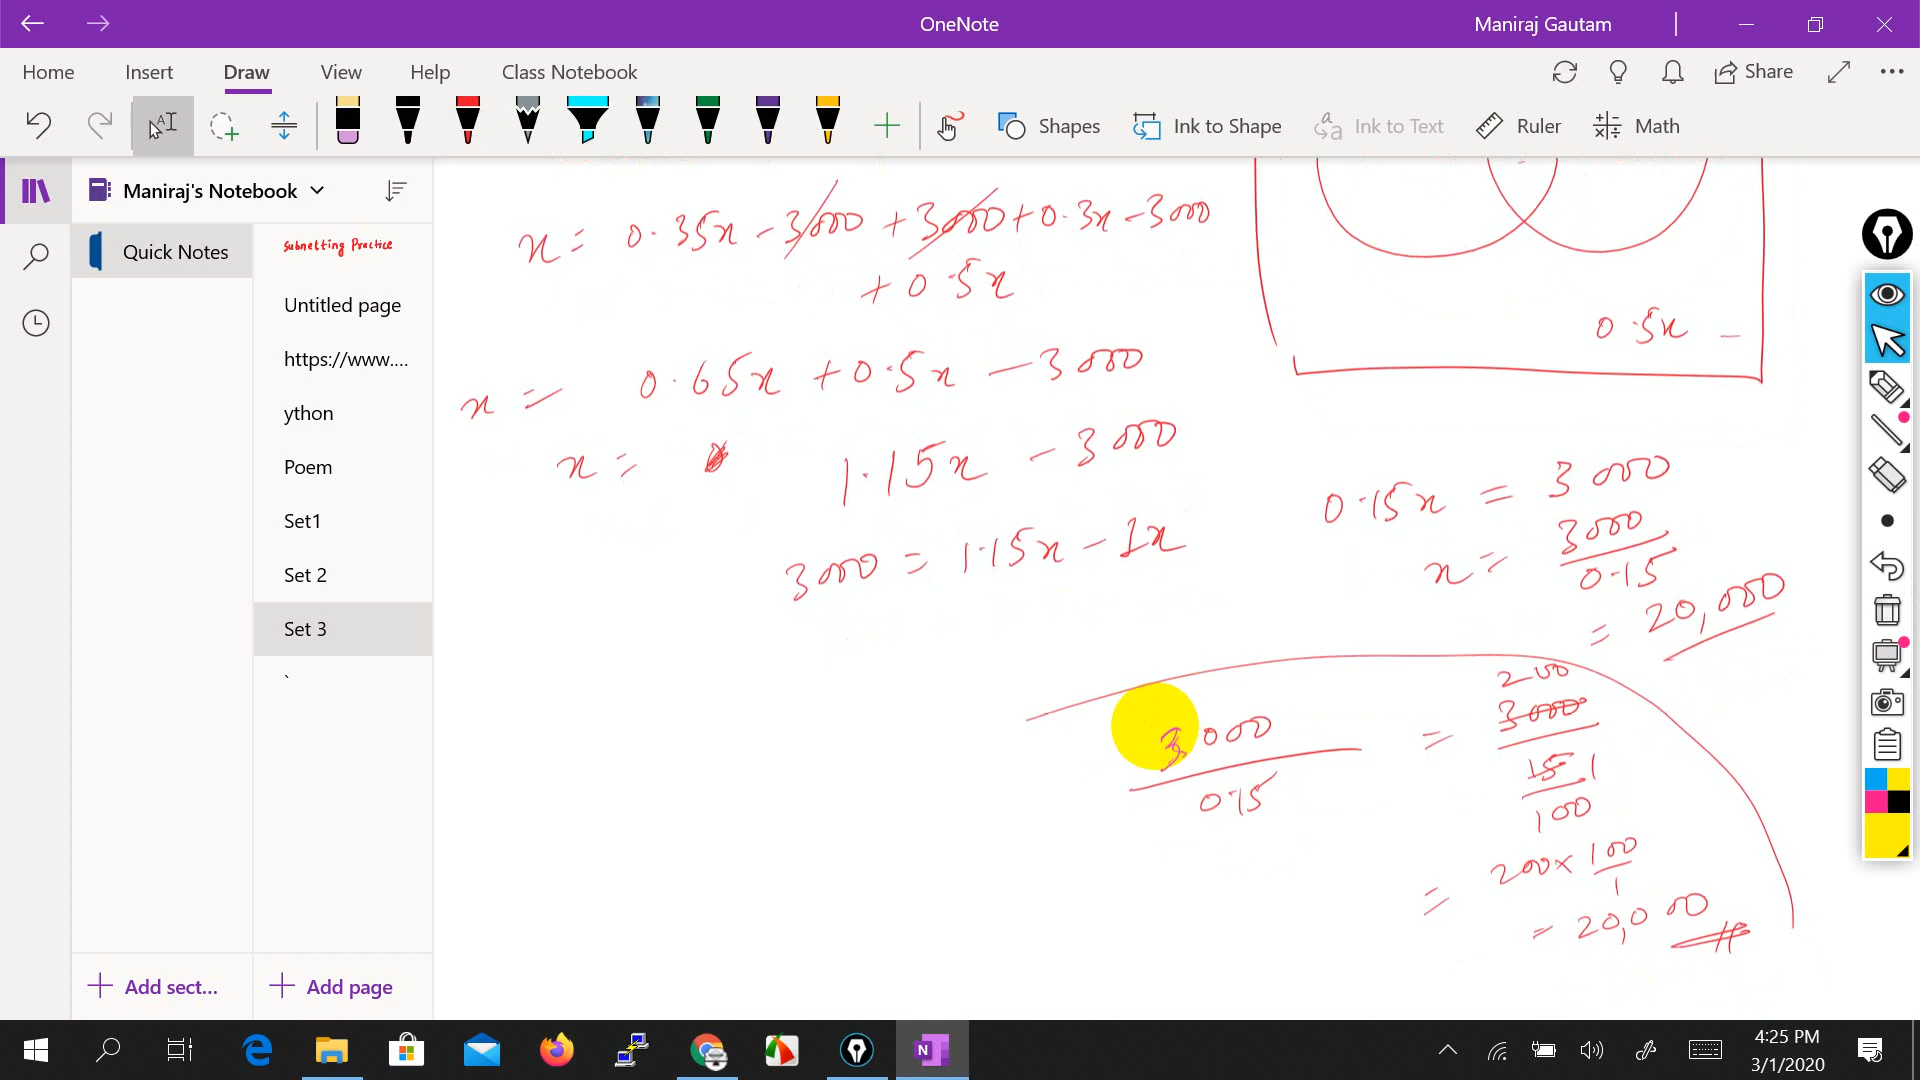 OneNote
Maniraj Gautam
Home Insert Draw View Help Class Notebook Share
Shapes Ink to Shape Ink to Text Ruler Math
Maniraj's Notebook
Quick Notes
Subnetting Practice
Untitled page
https://www....
ython
Poem
Set1
Set 2
Set 3
`
+ Add sect...
+ Add page
x = 0.35x - 3000 + 3000 + 0.3x - 3000
+ 0.5x
0.5x -
x = 0.65x + 0.5x - 3000
x = 1.15x - 3000
3000 = 1.15x - 1x
0.15x = 3000
x = 3000
0.15
= 20,000
200
3000 = 3000
0.15
15 1
100
= 200 x 100
1
= 20,000
4:25 PM
3/1/2020